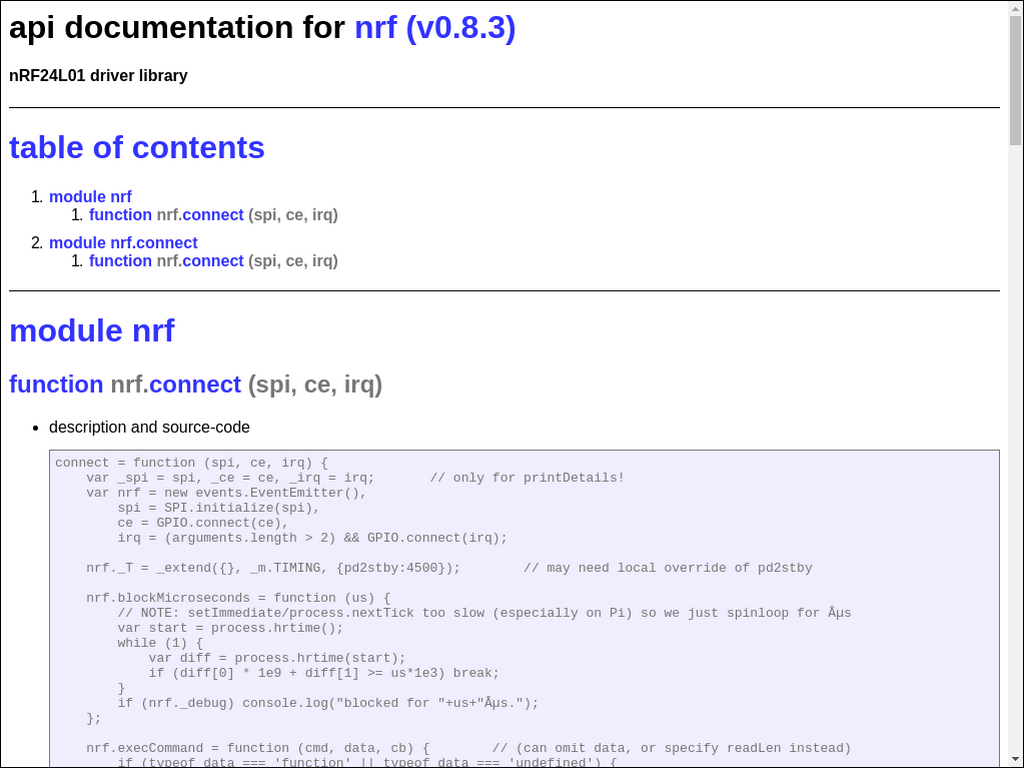 api documentation for nrf (v0.8.3)
nRF24L01 driver library
table of contents
1. module nrf
1. function nrf.connect (spi, ce, irq)
2. module nrf.connect
1. function nrf.connect (spi, ce, irq)
module nrf
function nrf.connect (spi, ce, irq)
• description and source-code
connect = function (spi, ce, irq) {
    var _spi = spi, _ce = ce, _irq = irq;       // only for printDetails!
    var nrf = new events.EventEmitter(),
        spi = SPI.initialize(spi),
        ce = GPIO.connect(ce),
        irq = (arguments.length > 2) && GPIO.connect(irq);
    nrf._T = _extend({}, _m.TIMING, {pd2stby:4500});        // may need local override of pd2stby
    nrf.blockMicroseconds = function (us) {
        // NOTE: setImmediate/process.nextTick too slow (especially on Pi) so we just spinloop for Âµs
        var start = process.hrtime();
        while (1) {
            var diff = process.hrtime(start);
            if (diff[0] * 1e9 + diff[1] >= us*1e3) break;
        }
        if (nrf._debug) console.log("blocked for "+us+"Âµs.");
    };
    nrf.execCommand = function (cmd, data, cb) {        // (can omit data, or specify readLen instead)
        if (typeof data === 'function' || typeof data === 'undefined') {